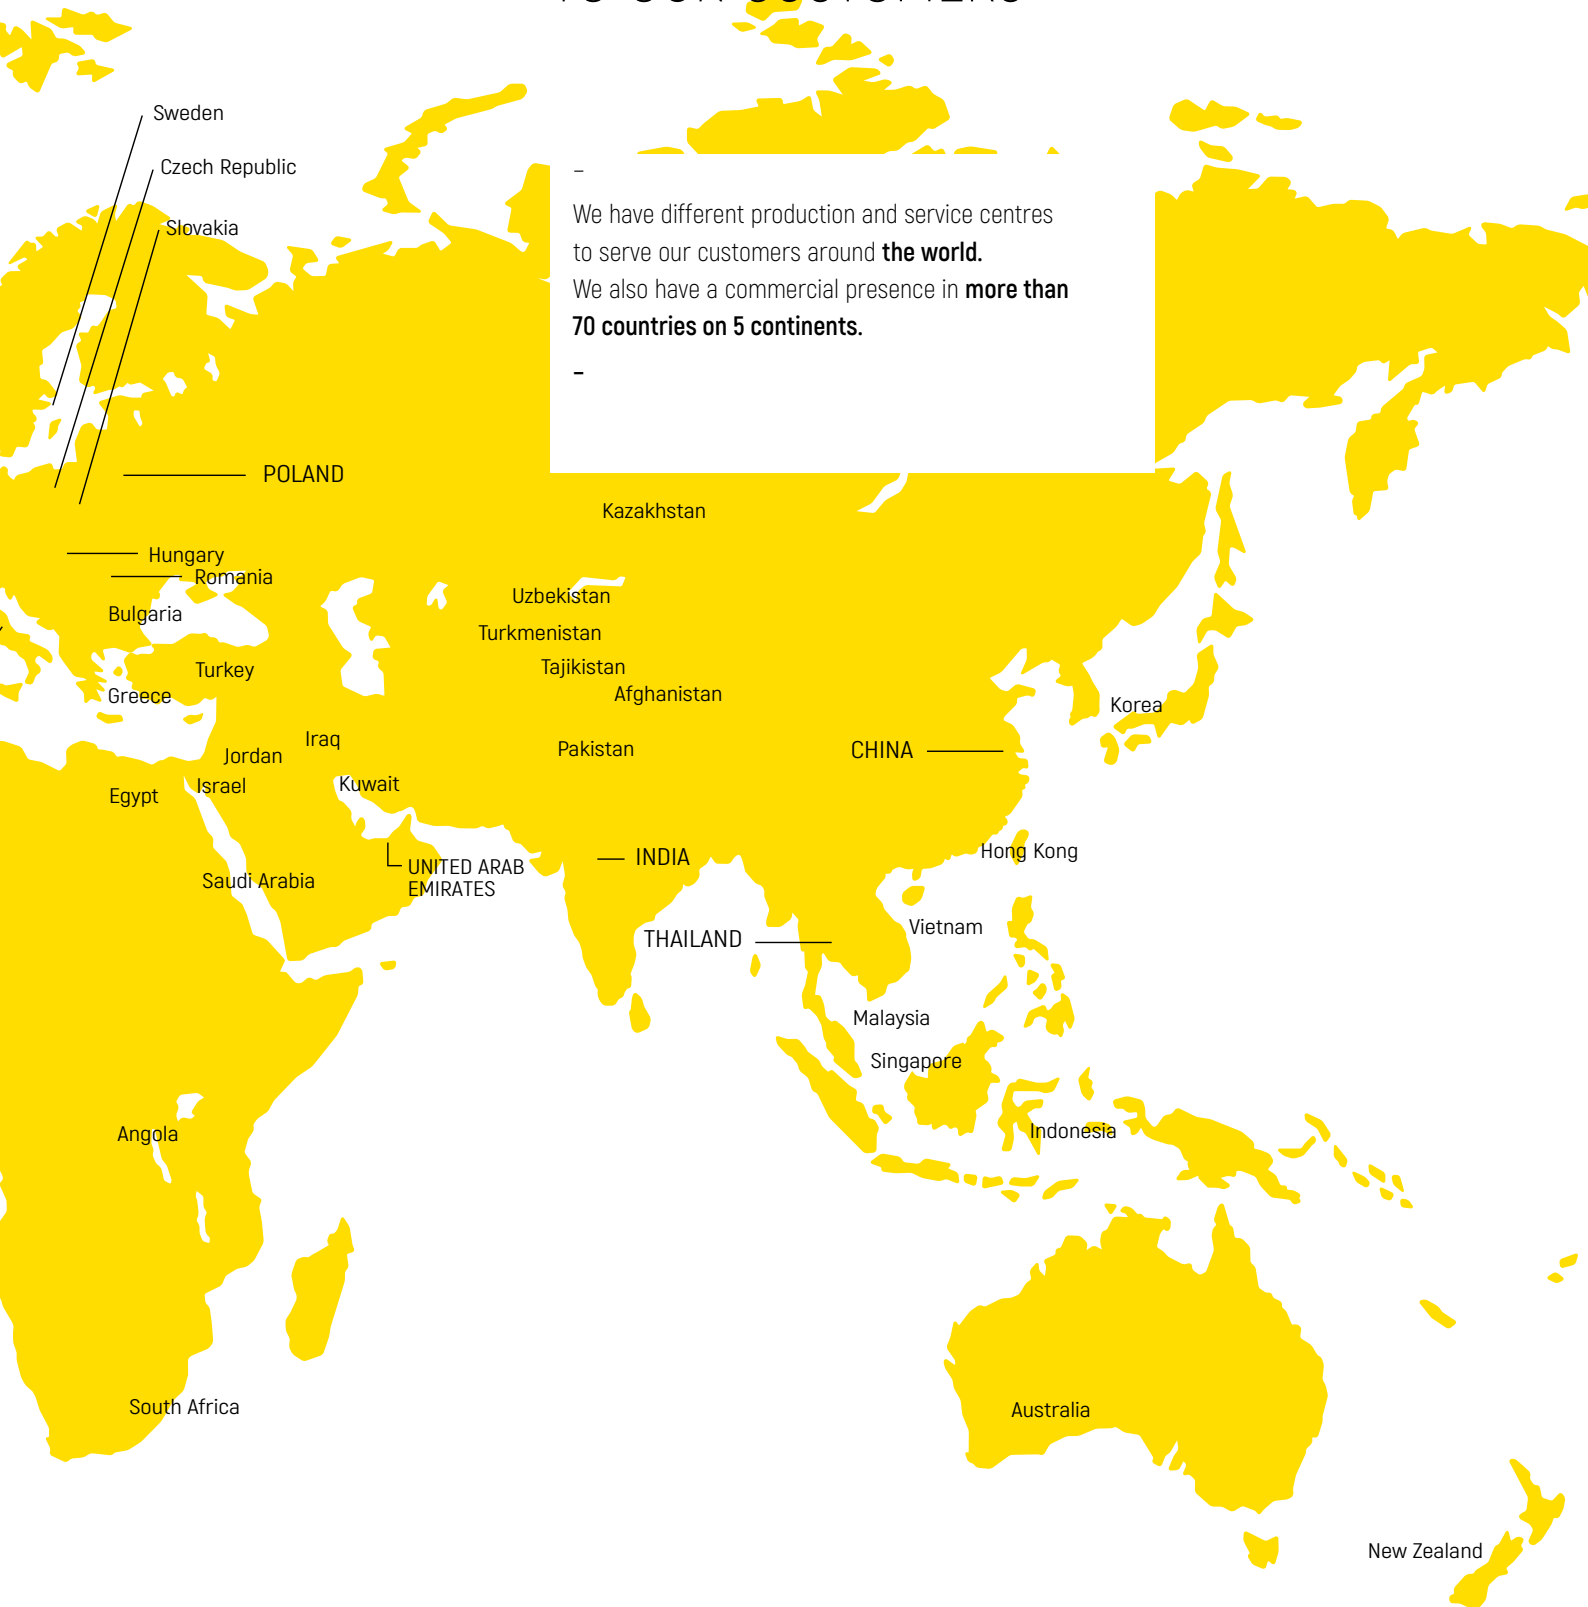 TO OUR CUSTOMERS
Sweden
Czech Republic
Slovakia
–
We have different production and service centres
to serve our customers around the world.
We also have a commercial presence in more than
70 countries on 5 continents.
–
POLAND
Kazakhstan
Hungary
Romania
Uzbekistan
Bulgaria
Turkmenistan
Tajikistan
Turkey
Afghanistan
Greece
Korea
Iraq
Pakistan
CHINA
Jordan
Israel
Kuwait
Egypt
Hong Kong
INDIA
UNITED ARAB
EMIRATES
Saudi Arabia
Vietnam
THAILAND
Malaysia
Singapore
Indonesia
Angola
South Africa
Australia
New Zealand